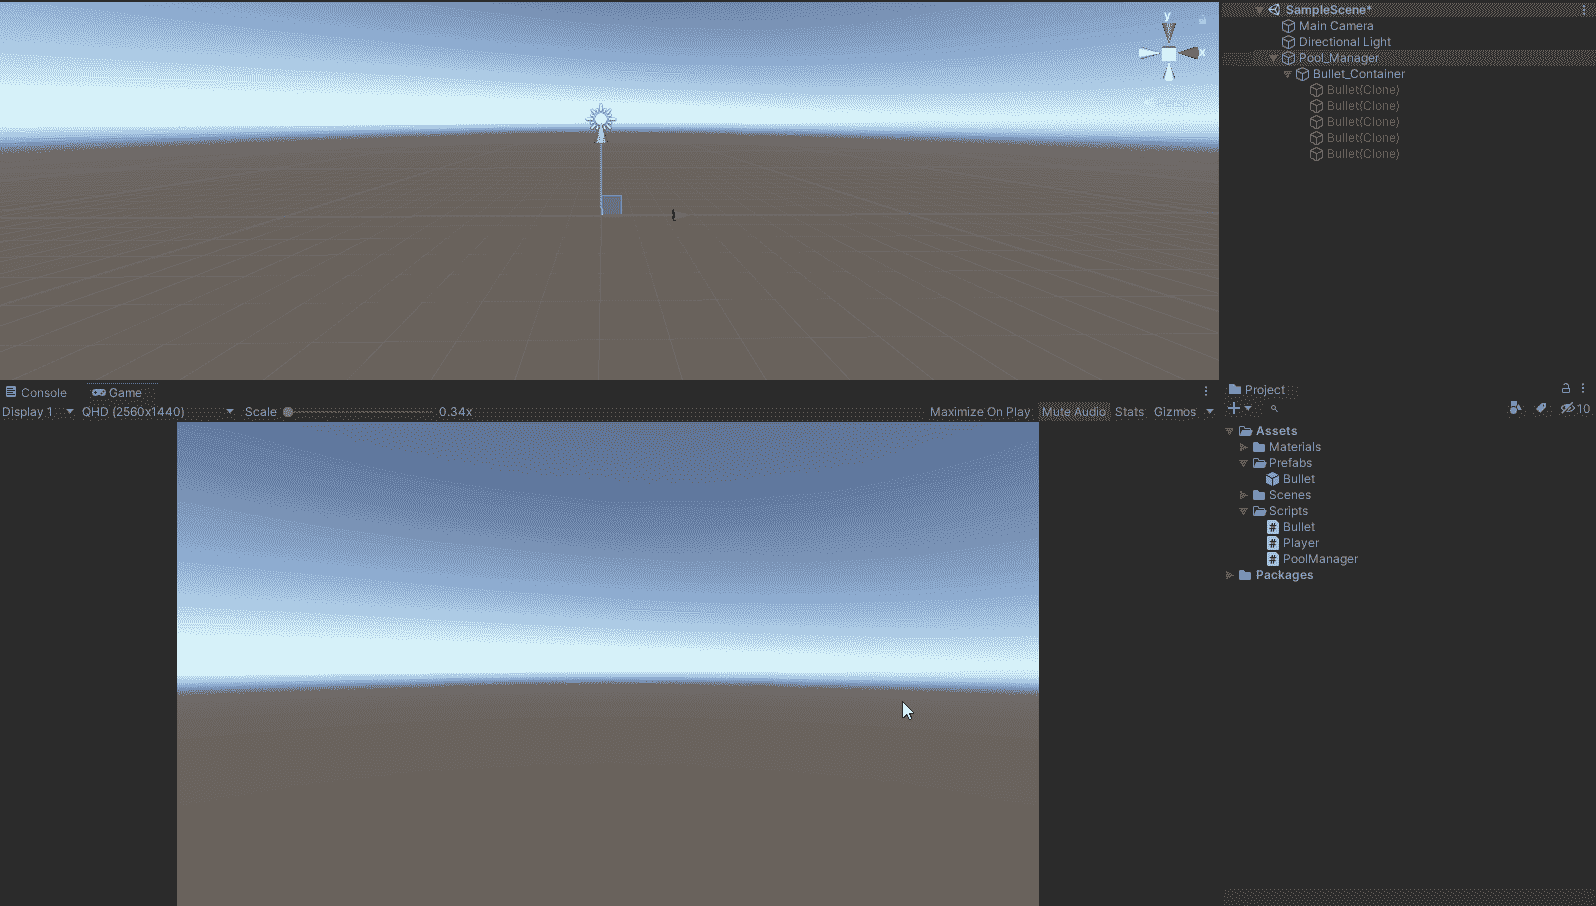 y
x
Persp
SampleScene*
Main Camera
Directional Light
Pool_Manager
Bullet_Container
Bullet(Clone)
Bullet(Clone)
Bullet(Clone)
Bullet(Clone)
Bullet(Clone)
Console Game
Display 1 QHD (2560x1440) Scale 0.34x Maximize On Play Mute Audio Stats Gizmos
Project
10
Assets
Materials
Prefabs
Bullet
Scenes
Scripts
# Bullet
# Player
# PoolManager
Packages